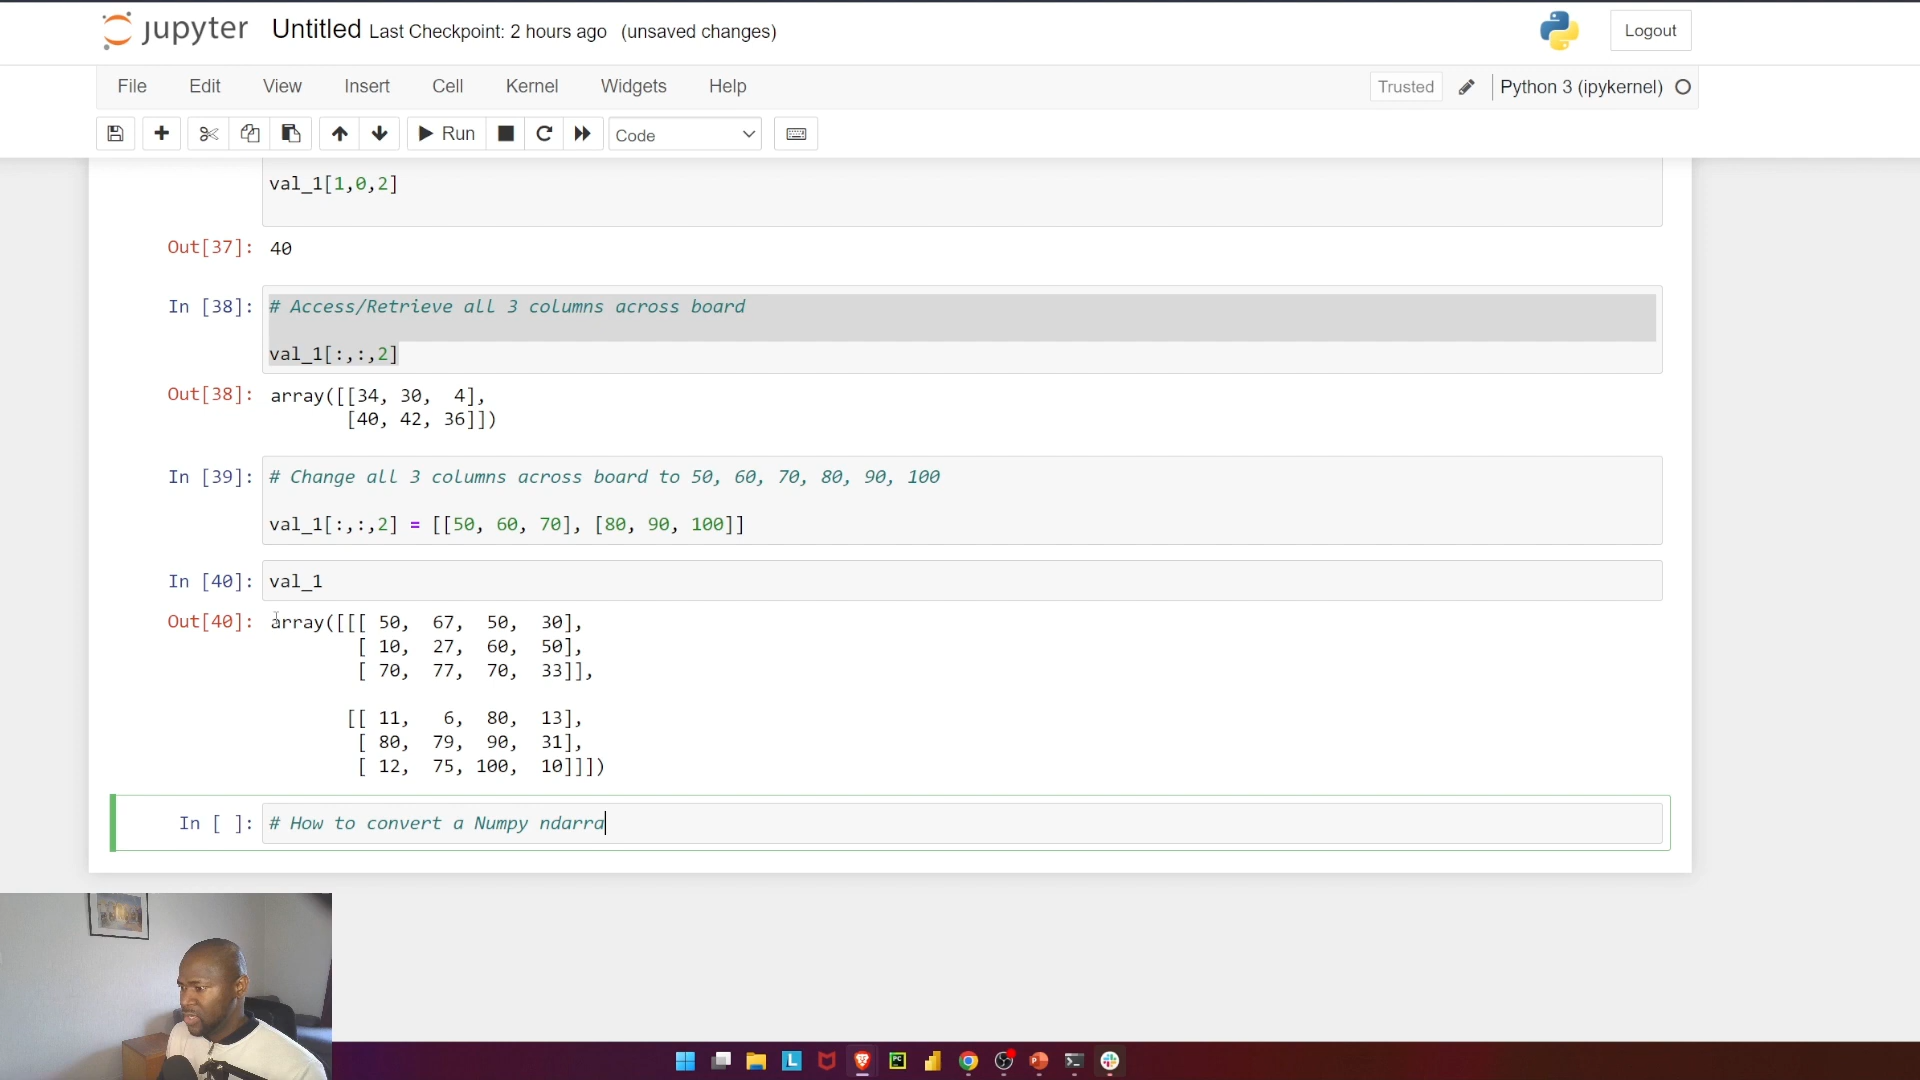 jupyter Untitled Last Checkpoint: 2 hours ago (unsaved changes)
Logout
File Edit View Insert Cell Kernel Widgets Help
Trusted Python 3 (ipykernel)
Run Code
val_1[1,0,2]
Out[37]: 40
In [38]: # Access/Retrieve all 3 columns across board
val_1[:,:,2]
Out[38]: array([[34, 30, 4],
[40, 42, 36]])
In [39]: # Change all 3 columns across board to 50, 60, 70, 80, 90, 100
val_1[:,:,2] = [[50, 60, 70], [80, 90, 100]]
In [40]: val_1
Out[40]: array([[[ 50, 67, 50, 30],
[ 10, 27, 60, 50],
[ 70, 77, 70, 33]],
[[ 11, 6, 80, 13],
[ 80, 79, 90, 31],
[ 12, 75, 100, 10]]])
In [ ]: # How to convert a Numpy ndarra